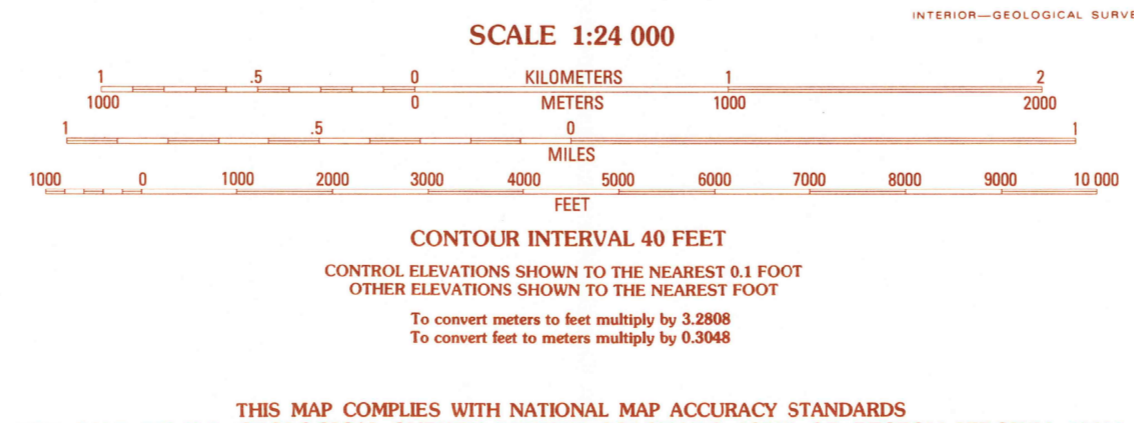 INTERIOR—GEOLOGICAL SURVE
SCALE 1:24 000
1 .5 0 KILOMETERS 1 2
1000 0 METERS 1000 2000
1 .5 0 1
MILES
1000 0 1000 2000 3000 4000 5000 6000 7000 8000 9000 10 000
FEET
CONTOUR INTERVAL 40 FEET
CONTROL ELEVATIONS SHOWN TO THE NEAREST 0.1 FOOT
OTHER ELEVATIONS SHOWN TO THE NEAREST FOOT
To convert meters to feet multiply by 3.2808
To convert feet to meters multiply by 0.3048
THIS MAP COMPLIES WITH NATIONAL MAP ACCURACY STANDARDS